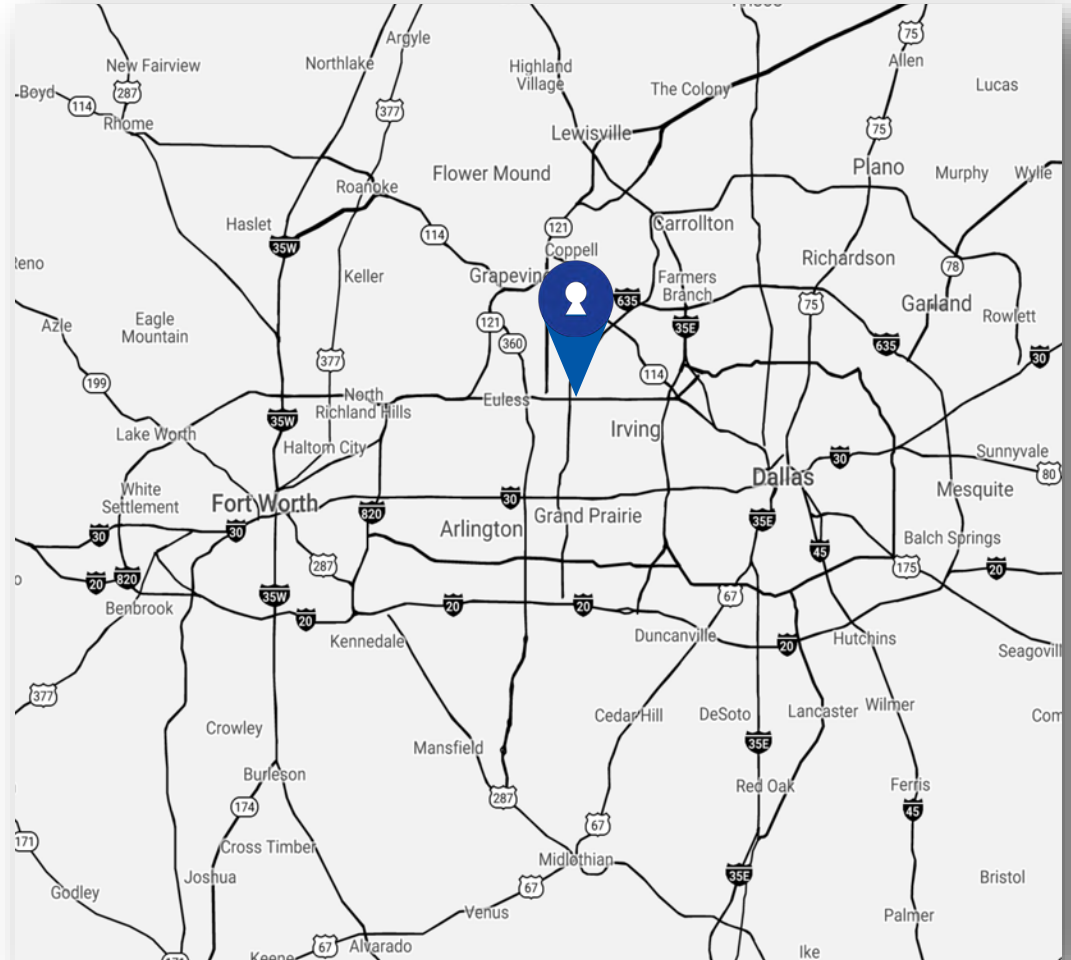 Argyle
75
New Fairview
Northlake
Highland
Village
Allen
Boyd
287
The Colony
Lucas
114
377
Rhome
75
Lewisville
Plano
Flower Mound
Murphy
Wylie
Roanoke
Haslet
121
Carrollton
114
35W
Coppell
Richardson
78
Keller
Grapevin
Farmers
Branch
635
75
Garland
Rowlett
Azle
Eagle
Mountain
121
35E
360
635
30
377
114
199
North
Richland Hills
Euless
35W
Irving
Lake Worth
Haltom City
30
Sunnyvale
80
Dallas
White
Settlement
Fort Worth
30
Mesquite
820
Grand Prairie
35E
Arlington
30
30
45
Balch Springs
287
175
20
20
820
35W
67
Benbrook
20
20
20
Kennedale
Duncanville
20
Hutchins
Seagovill
377
Crowley
Cedar Hill
DeSoto
Lancaster
Wilmer
Com
Mansfield
35E
Burleson
Red Oak
Ferris
287
174
45
67
171
Cross Timber
Midlothian
Joshua
35E
Bristol
Godley
67
Venus
Palmer
67
Alvarado
Ike
Keene